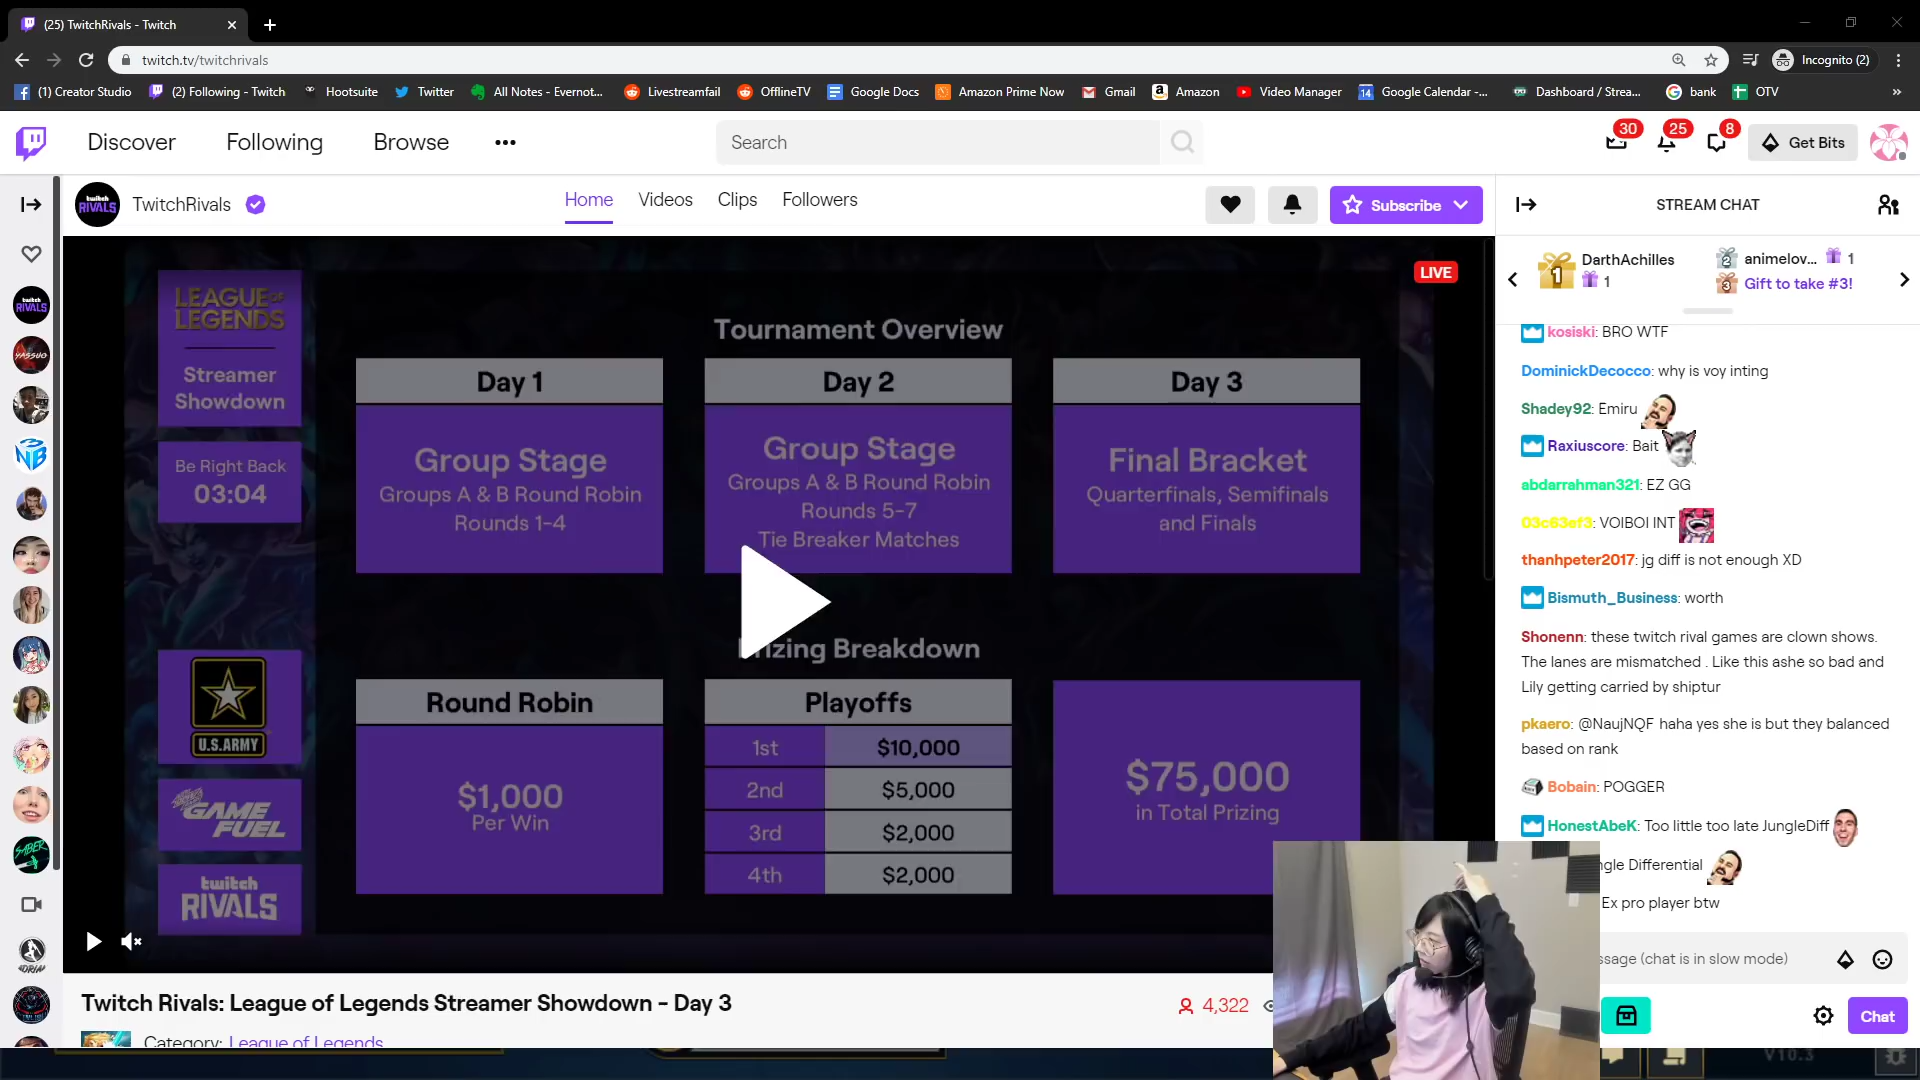 (25) TwitchRivals - Twitch
twitch.tv/twitchrivals
Incognito (2)
(1) Creator Studio
(2) Following - Twitch
Hootsuite
Twitter
All Notes - Evernot...
Livestreamfail
OfflineTV
Google Docs
Amazon Prime Now
Gmail
Amazon
Video Manager
Google Calendar -...
Dashboard / Strea...
bank
OTV
Discover
Following
Browse
Search
30
25
8
Get Bits
TwitchRivals
Home
Videos
Clips
Followers
Subscribe
STREAM CHAT
LIVE
LEAGUE OF
LEGENDS
Streamer
Showdown
Be Right Back
03:04
U.S.ARMY
GAME
FUEL
twitch
RIVALS
Tournament Overview
Day 1
Group Stage
Groups A & B Round Robin
Rounds 1-4
Day 2
Group Stage
Groups A & B Round Robin
Rounds 5-7
Tie Breaker Matches
Day 3
Final Bracket
Quarterfinals, Semifinals
and Finals
Prizing Breakdown
Round Robin
$1,000
Per Win
Playoffs
1st $10,000
2nd $5,000
3rd $2,000
4th $2,000
$75,000
in Total Prizing
Twitch Rivals: League of Legends Streamer Showdown - Day 3
4,322
Category: League of Legends
DarthAchilles
1
animelov... 1
Gift to take #3!
kosiski: BRO WTF
DominickDecocco: why is voy inting
Shadey92: Emiru
Raxiuscore: Bait
abdarrahman321: EZ GG
03c63ef3: VOIBOI INT
thanhpeter2017: jg diff is not enough XD
Bismuth_Business: worth
Shonenn: these twitch rival games are clown shows.
The lanes are mismatched . Like this ashe so bad and
Lily getting carried by shiptur
pkaero: @NaujNQF haha yes she is but they balanced
based on rank
Bobain: POGGER
HonestAbeK: Too little too late JungleDiff
ngle Differential
Ex pro player btw
ssage (chat is in slow mode)
Chat
V10.3